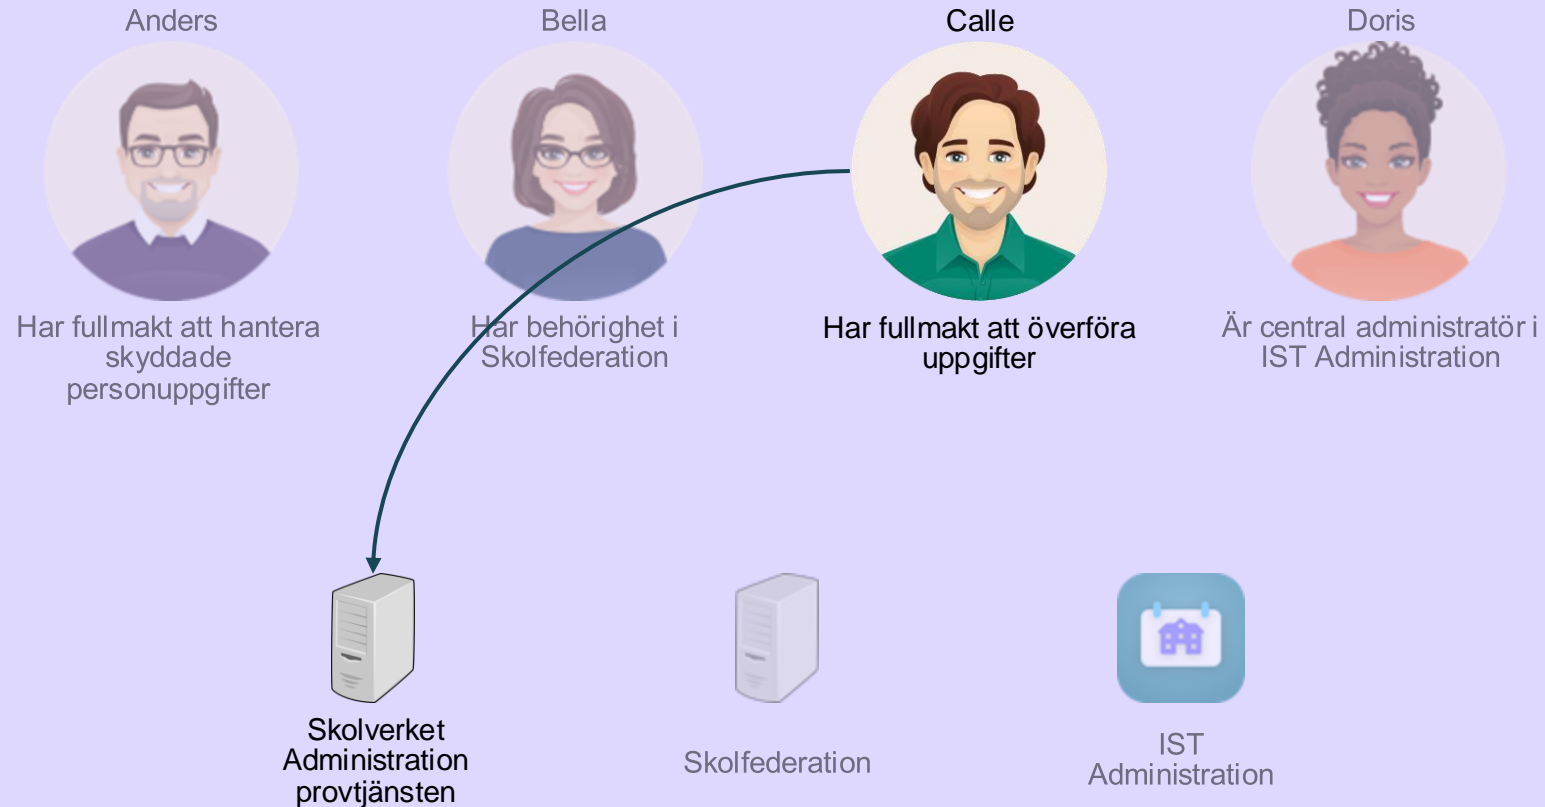 Anders
Bella
Calle
Doris
Har fullmakt att hantera
skyddade
personuppgifter
Har behörighet i
Skolfederation
Har fullmakt att överföra
uppgifter
Är central administratör i
IST Administration
Skolverket
Administration
provtjänsten
Skolfederation
IST
Administration